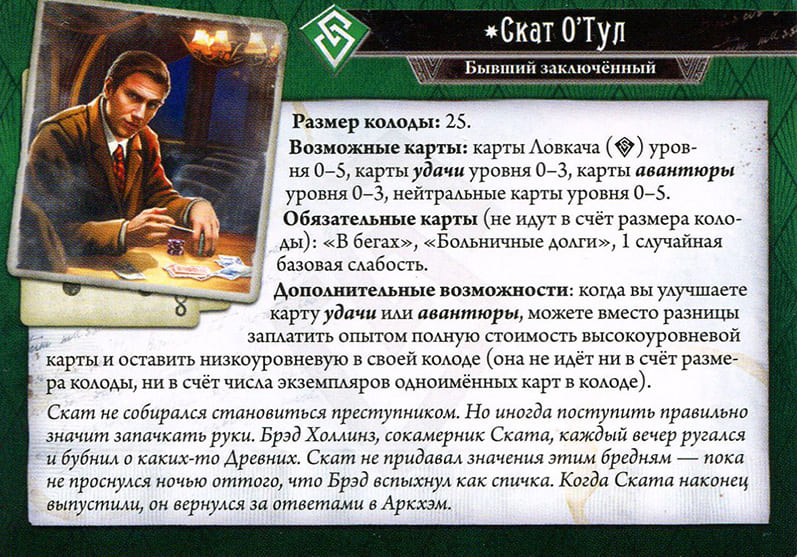 *Скат О'Тул
Бывший заключённый
Размер колоды: 25.
Возможные карты: карты Ловкача () уров-
ня 0–5, карты удачи уровня 0–3, карты авантюры
уровня 0–3, нейтральные карты уровня 0–5.
Обязательные карты (не идут в счёт размера коло-
ды): «В бегах», «Больничные долги», 1 случайная
базовая слабость.
Дополнительные возможности: когда вы улучшаете
карту удачи или авантюры, можете вместо разницы
заплатить опытом полную стоимость высокоуровневой
карты и оставить низкоуровневую в своей колоде (она не идёт ни в счёт разме-
ра колоды, ни в счёт числа экземпляров одноимённых карт в колоде).
Скат не собирался становиться преступником. Но иногда поступить правильно
значит запачкать руки. Брэд Холлинз, сокамерник Ската, каждый вечер ругался
и бубнил о каких-то Древних. Скат не придавал значения этим бредням — пока
не проснулся ночью оттого, что Брэд вспыхнул как спичка. Когда Ската наконец
выпустили, он вернулся за ответами в Аркхэм.